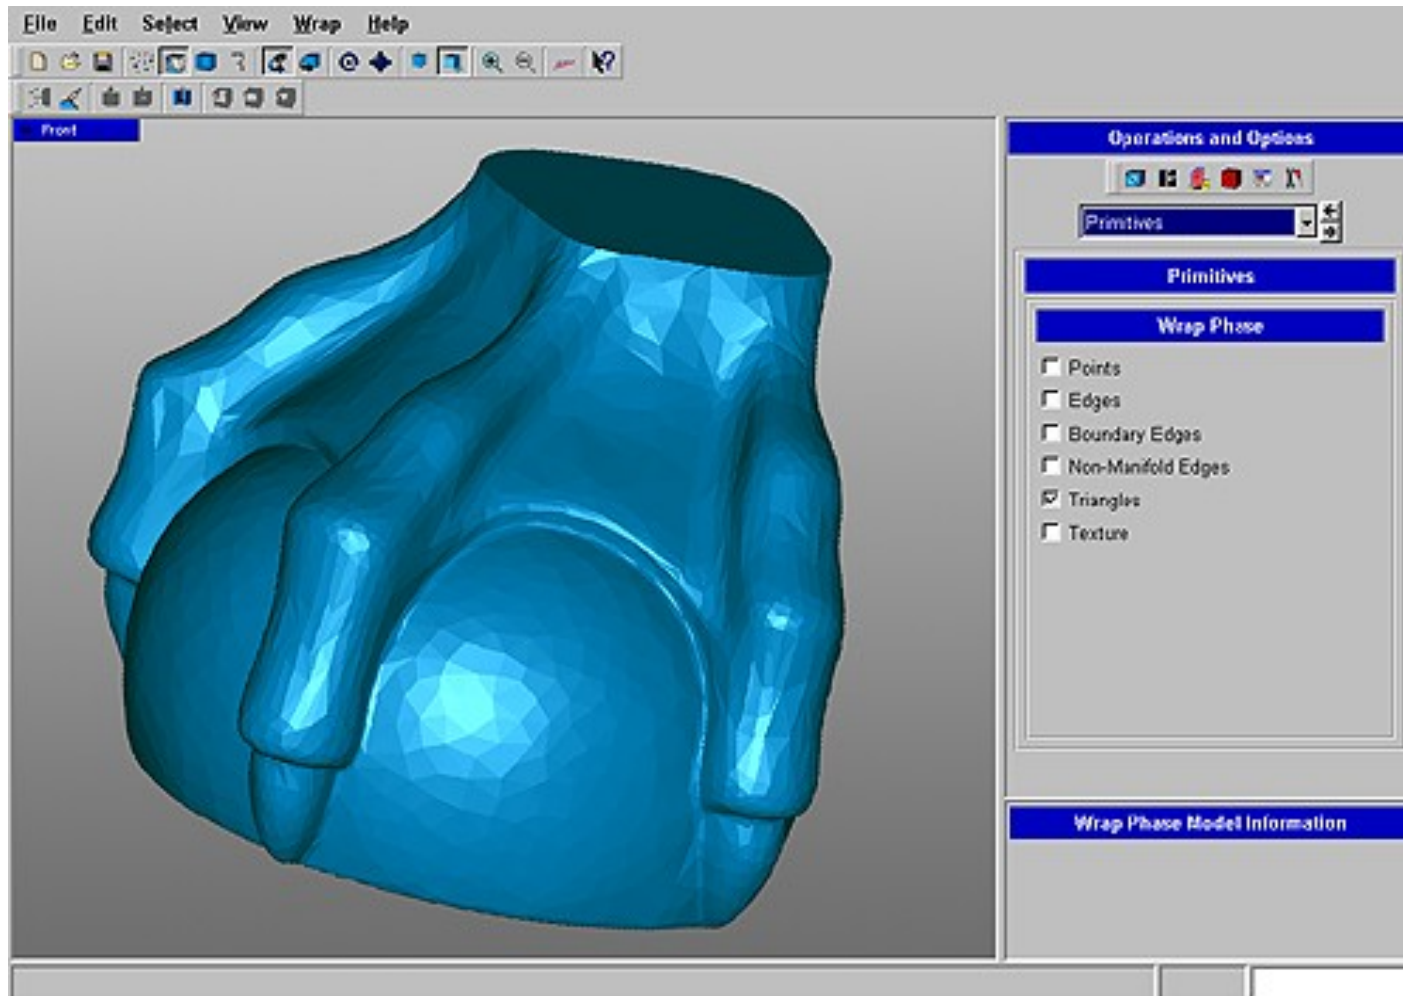 File Edit Select View Wrap Help
Front
Operations and Options
Primitives
Primitives
Wrap Phase
Points
Edges
Boundary Edges
Non-Manifold Edges
Triangles
Texture
Wrap Phase Model Information